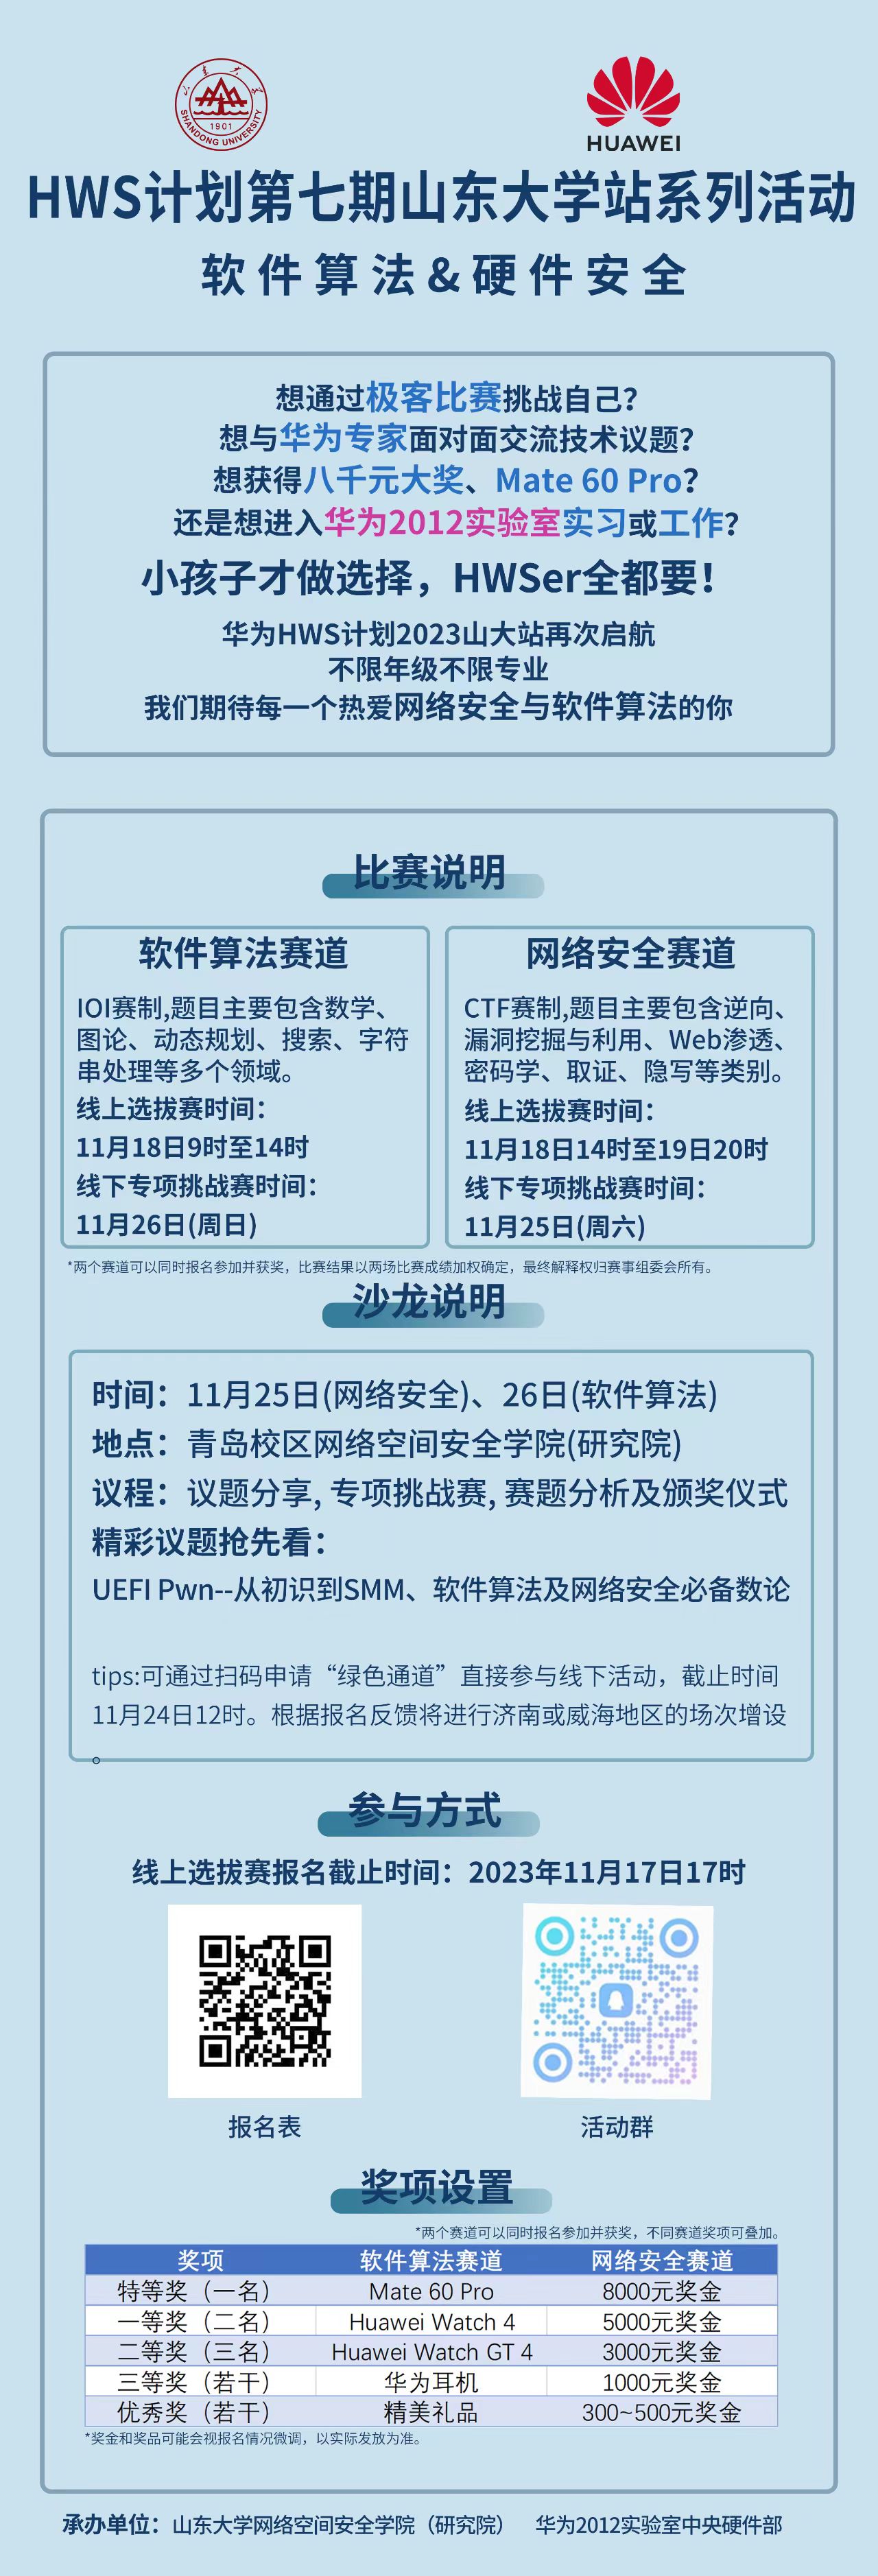 山东大学
SHANDONG UNIVERSITY
1901
HUAWEI
HWS计划第七期山东大学站系列活动
软件算法&硬件安全
想通过极客比赛挑战自己？
想与华为专家面对面交流技术议题？
想获得八千元大奖、Mate 60 Pro？
还是想进入华为2012实验室实习或工作？
小孩子才做选择，HWSer全都要！
华为HWS计划2023山大站再次启航
不限年级不限专业
我们期待每一个热爱网络安全与软件算法的你
比赛说明
软件算法赛道
IOI赛制,题目主要包含数学、
图论、动态规划、搜索、字符
串处理等多个领域。
线上选拔赛时间：
11月18日9时至14时
线下专项挑战赛时间：
11月26日(周日)
网络安全赛道
CTF赛制,题目主要包含逆向、
漏洞挖掘与利用、Web渗透、
密码学、取证、隐写等类别。
线上选拔赛时间：
11月18日14时至19日20时
线下专项挑战赛时间：
11月25日(周六)
*两个赛道可以同时报名参加并获奖，比赛结果以两场比赛成绩加权确定，最终解释权归赛事组委会所有。
沙龙说明
时间：11月25日(网络安全)、26日(软件算法)
地点：青岛校区网络空间安全学院(研究院)
议程：议题分享, 专项挑战赛, 赛题分析及颁奖仪式
精彩议题抢先看：
UEFI Pwn--从初识到SMM、软件算法及网络安全必备数论
tips:可通过扫码申请“绿色通道”直接参与线下活动，截止时间
11月24日12时。根据报名反馈将进行济南或威海地区的场次增设
。
参与方式
线上选拔赛报名截止时间：2023年11月17日17时
报名表 活动群
奖项设置
*两个赛道可以同时报名参加并获奖，不同赛道奖项可叠加。
奖项 软件算法赛道 网络安全赛道
特等奖（一名） Mate 60 Pro 8000元奖金
一等奖（二名） Huawei Watch 4 5000元奖金
二等奖（三名） Huawei Watch GT 4 3000元奖金
三等奖（若干） 华为耳机 1000元奖金
优秀奖（若干） 精美礼品 300~500元奖金
*奖金和奖品可能会视报名情况微调，以实际发放为准。
承办单位：山东大学网络空间安全学院（研究院） 华为2012实验室中央硬件部